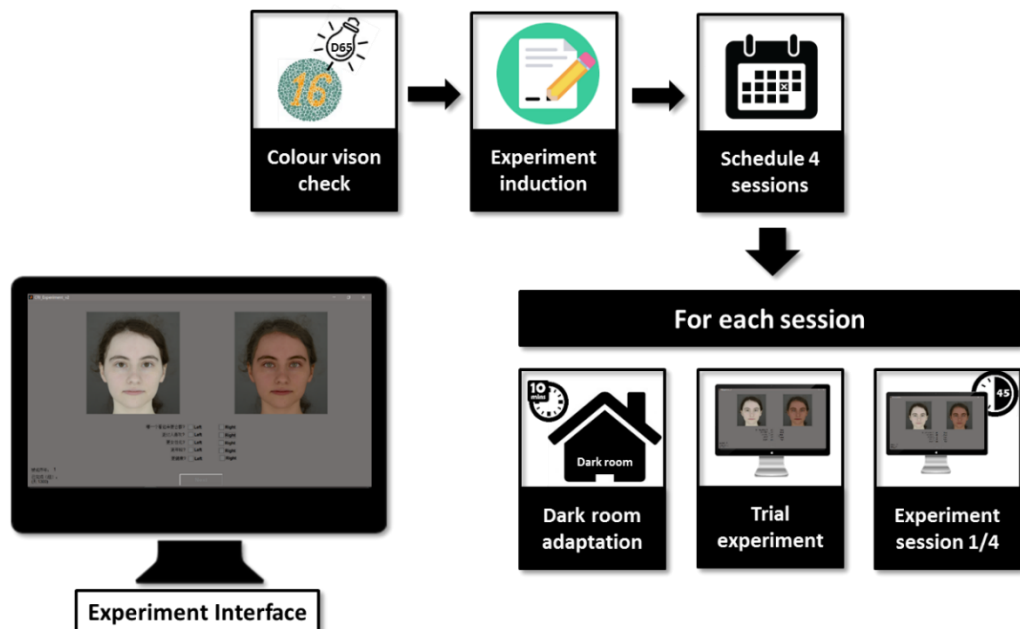 D65
16
Colour vison
check
Experiment
induction
Schedule 4
sessions
For each session
10
mins
Dark room
45
Dark room
adaptation
Trial
experiment
Experiment
session 1/4
Left Right
Left Right
Left Right
Left Right
Left Right
Experiment Interface